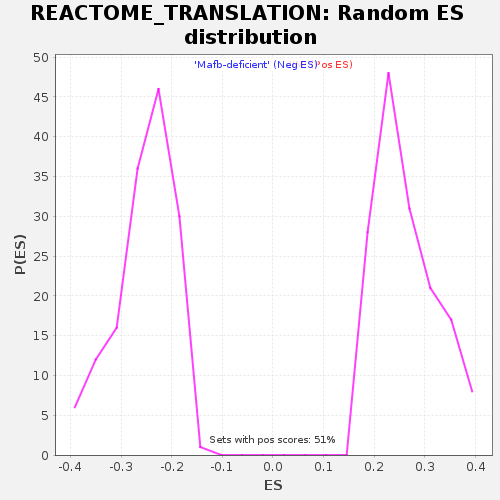 REACTOME_TRANSLATION: Random ES
distribution
'Mafb-deficient' (Neg ES) Pos ES)
50
45
40
35
30
25
20
15
10
5
0
P(ES)
Sets with pos scores: 51%
-0.4 -0.3 -0.2 -0.1 0.0 0.1 0.2 0.3 0.4
ES